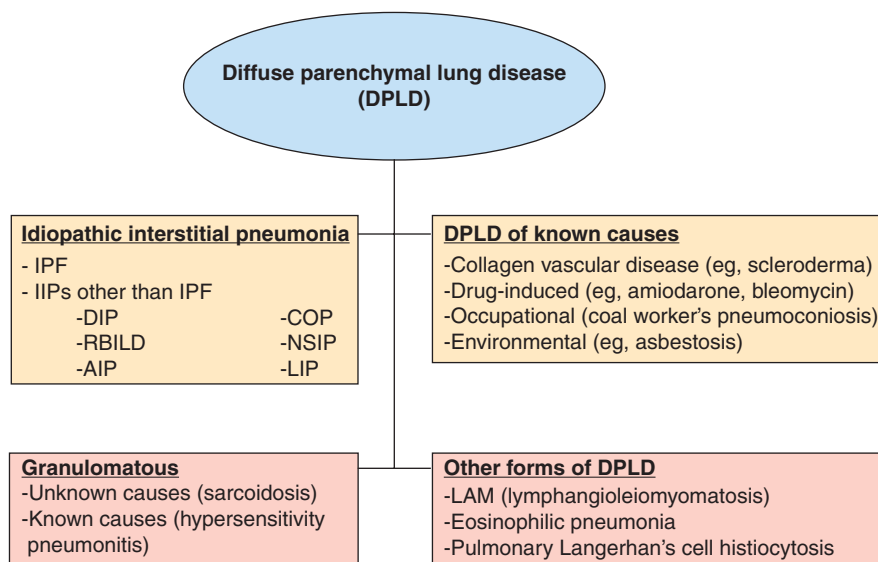 Diffuse parenchymal lung disease
(DPLD)
Idiopathic interstitial pneumonia
- IPF
- IIPs other than IPF
-DIP -COP
-RBILD -NSIP
-AIP -LIP
DPLD of known causes
-Collagen vascular disease (eg, scleroderma)
-Drug-induced (eg, amiodarone, bleomycin)
-Occupational (coal worker's pneumoconiosis)
-Environmental (eg, asbestosis)
Granulomatous
-Unknown causes (sarcoidosis)
-Known causes (hypersensitivity
pneumonitis)
Other forms of DPLD
-LAM (lymphangioleiomyomatosis)
-Eosinophilic pneumonia
-Pulmonary Langerhan's cell histiocytosis